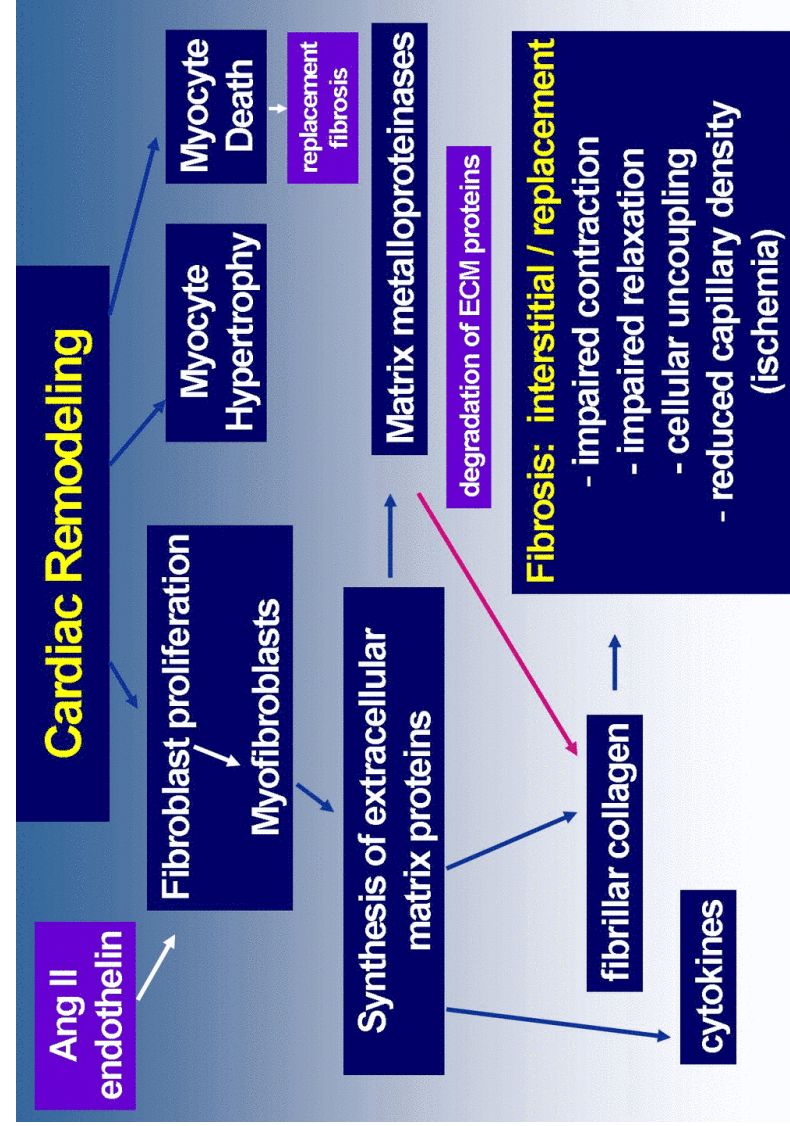 Cardiac Remodeling
Ang II
endothelin
Fibroblast proliferation
Myofibroblasts
Myocyte
Hypertrophy
Myocyte
Death
replacement
fibrosis
Synthesis of extracellular
matrix proteins
Matrix metalloproteinases
degradation of ECM proteins
fibrillar collagen
cytokines
Fibrosis: interstitial / replacement
- impaired contraction
- impaired relaxation
- cellular uncoupling
- reduced capillary density
(ischemia)